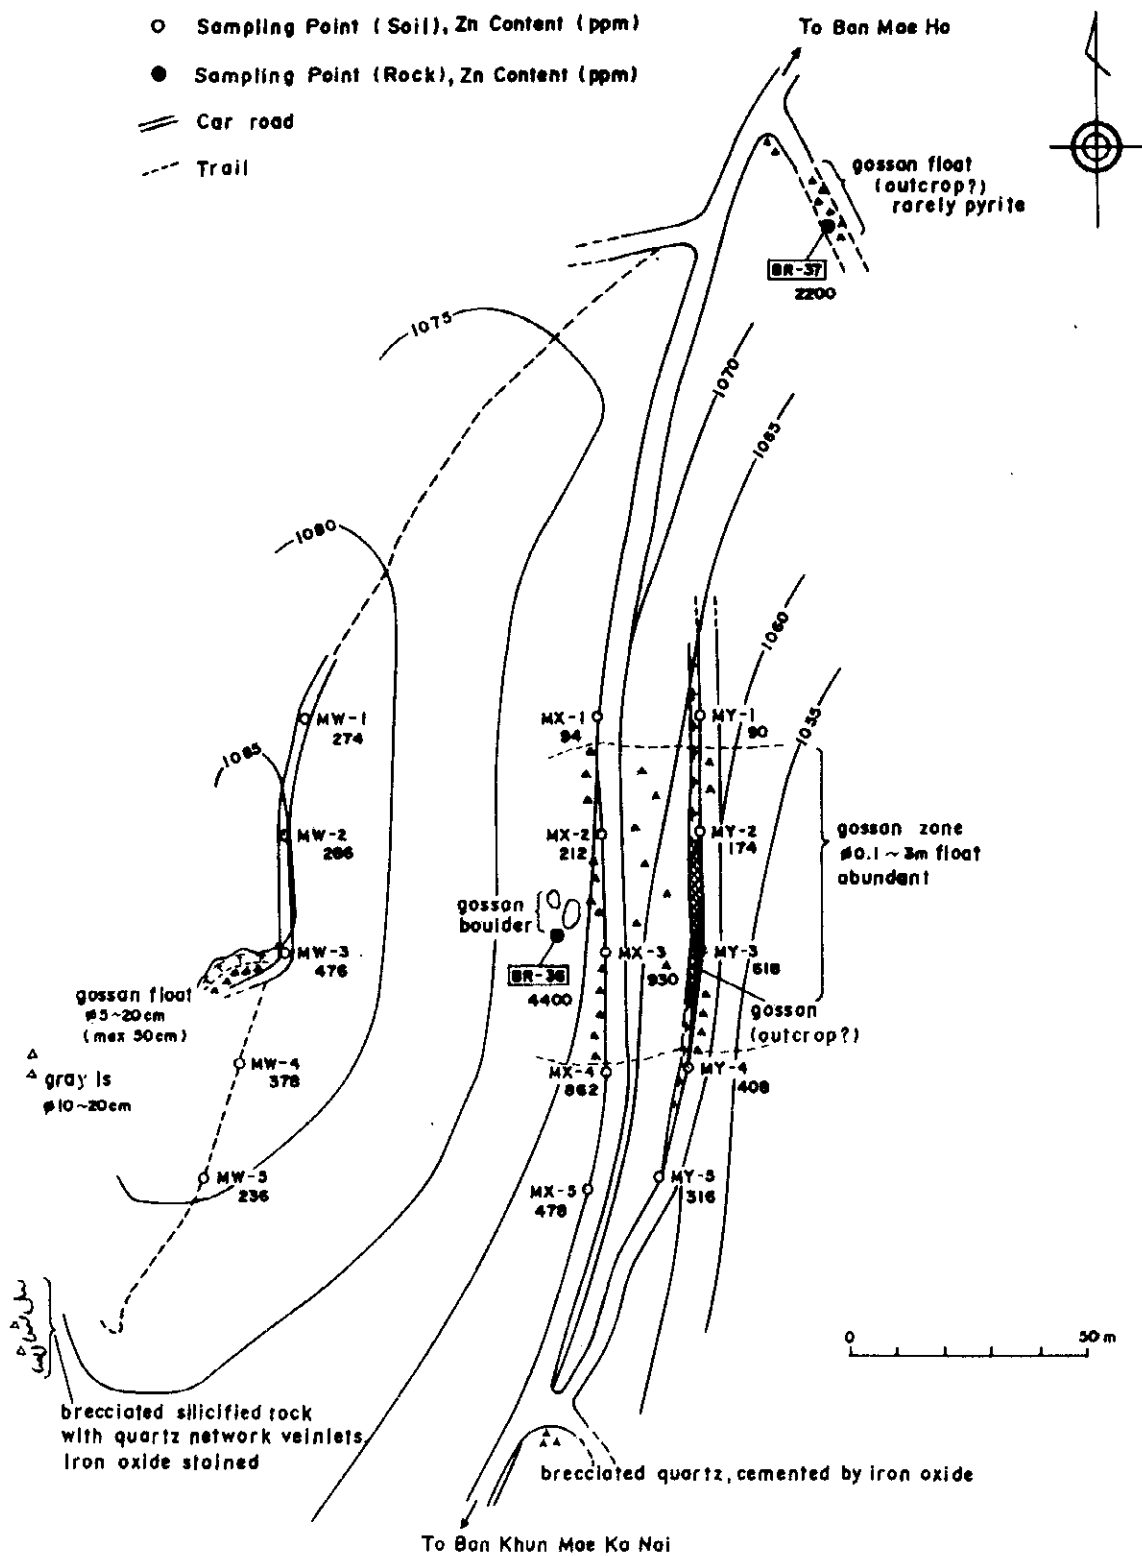 Sampling Point (Soil), Zn Content (ppm)
Sampling Point (Rock), Zn Content (ppm)
Car road
Trail
To Ban Mae Ho
gossan float
(outcrop?)
rarely pyrite
BR-37
2200
1075
1070
1065
1080
1060
1055
1085
MW-1
274
MX-1
94
MY-1
90
MW-2
286
MX-2
212
MY-2
174
gossan zone
ø0.1~3m float
abundant
gossan
boulder
MW-3
476
MX-3
930
MY-3
618
BR-36
4400
gossan float
ø5~20cm
(max 50cm)
gossan
(outcrop?)
gray ls
ø10~20cm
MW-4
378
MX-4
862
MY-4
408
MW-5
236
MX-5
478
MY-5
316
0 50m
brecciated silicified rock
with quartz network veinlets,
iron oxide stained
brecciated quartz, cemented by iron oxide
To Ban Khun Mae Ka Nai